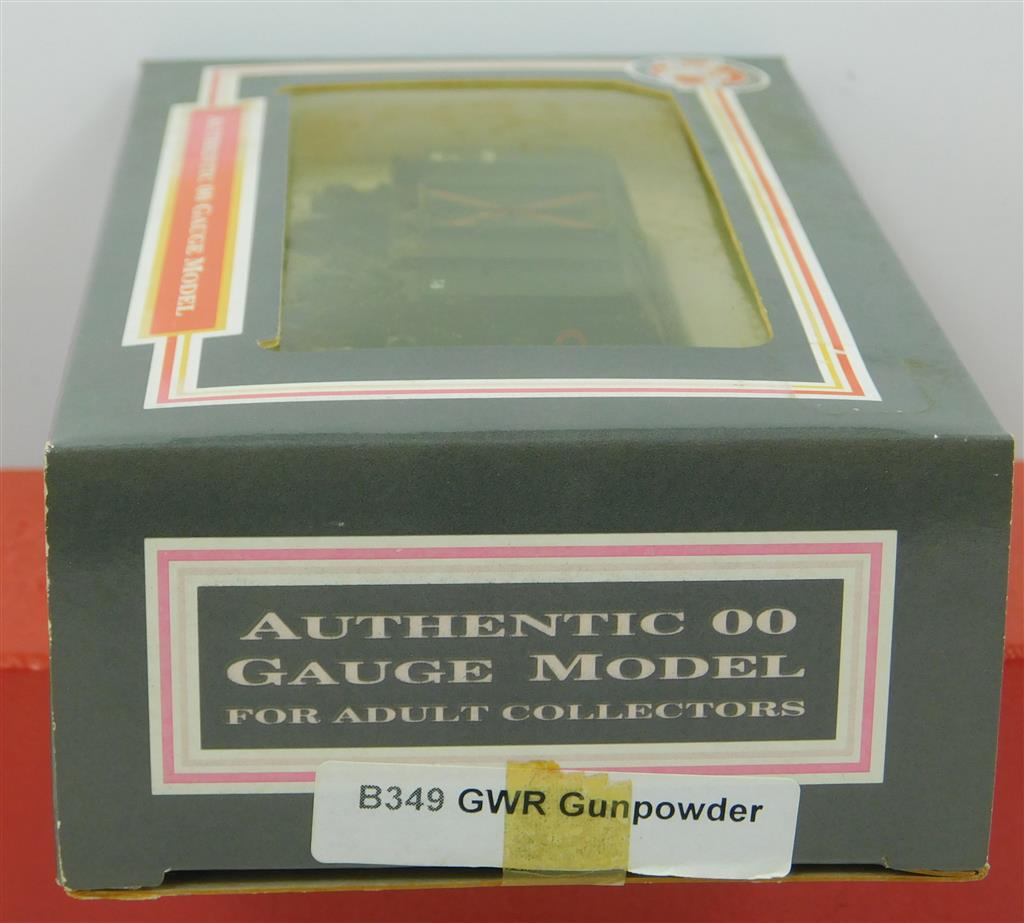 AUTHENTIC 00 GAUGE MODEL
AUTHENTIC 00
GAUGE MODEL
FOR ADULT COLLECTORS
B349 GWR Gunpowder